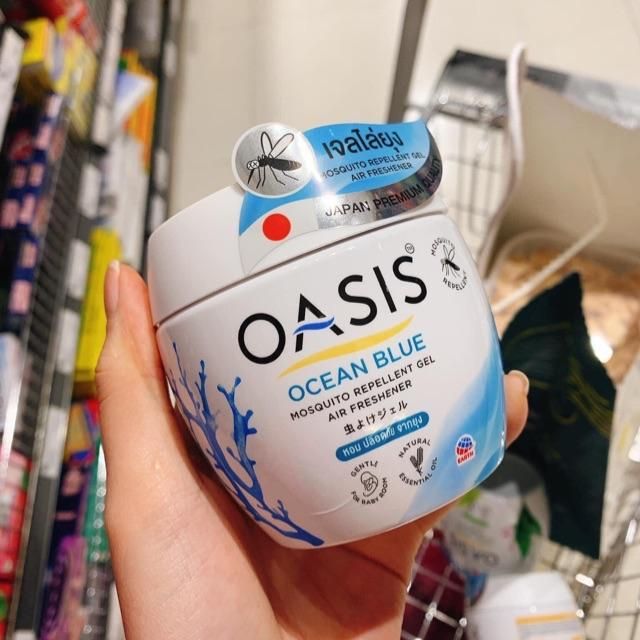 เจลไล่ยุง
MOSQUITO REPELLENT GEL
AIR FRESHENER
JAPAN PREMIUM
OASIS
TM
MOSQUITO
REPELLENT
OCEAN BLUE
MOSQUITO REPELLENT GEL
AIR FRESHENER
虫よけジェル
หอม ปลอดภัย จากยุง
GENTLE
FOR BABY ROOM
NATURAL
ESSENTIAL OIL
EARTH